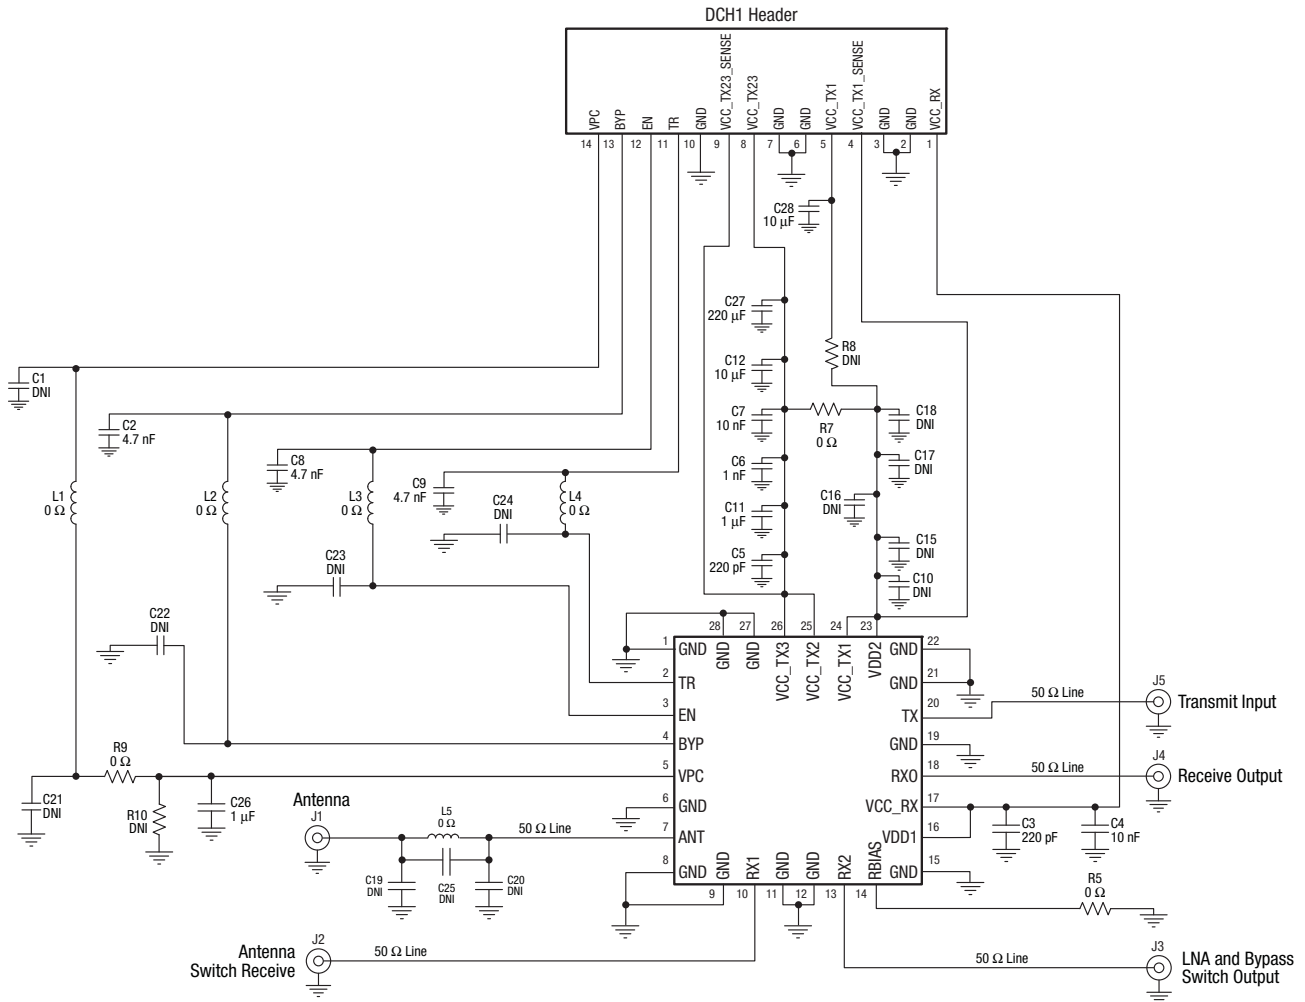 DCH1 Header
VPC
BYP
EN
TR
GND
VCC_TX23_SENSE
VCC_TX23
GND
GND
VCC_TX1
VCC_TX1_SENSE
GND
GND
VCC_RX
14
13
12
11
10
9
8
7
6
5
4
3
2
1
C28
10 µF
C27
220 µF
R8
DNI
C12
10 µF
C1
DNI
C7
10 nF
R7
0 Ω
C18
DNI
C2
4.7 nF
C8
4.7 nF
C6
1 nF
C17
DNI
L1
0 Ω
L2
0 Ω
L3
0 Ω
C9
4.7 nF
C24
DNI
L4
0 Ω
C16
DNI
C11
1 µF
C15
DNI
C5
220 pF
C23
DNI
C10
DNI
C22
DNI
28
27
26
25
24
23
GND
GND
VCC_TX3
VCC_TX2
VCC_TX1
VDD2
1
GND
2
TR
3
EN
4
BYP
5
VPC
6
GND
7
ANT
8
GND
22
GND
21
GND
20
TX
19
GND
18
RXO
17
VCC_RX
16
VDD1
15
GND
GND
RX1
GND
GND
RX2
RBIAS
9
10
11
12
13
14
50 Ω Line
J5
Transmit Input
50 Ω Line
J4
Receive Output
R9
0 Ω
C21
DNI
R10
DNI
C26
1 µF
Antenna
J1
L5
0 Ω
50 Ω Line
C19
DNI
C25
DNI
C20
DNI
C3
220 pF
C4
10 nF
R5
0 Ω
Antenna
Switch Receive
J2
50 Ω Line
50 Ω Line
J3
LNA and Bypass
Switch Output